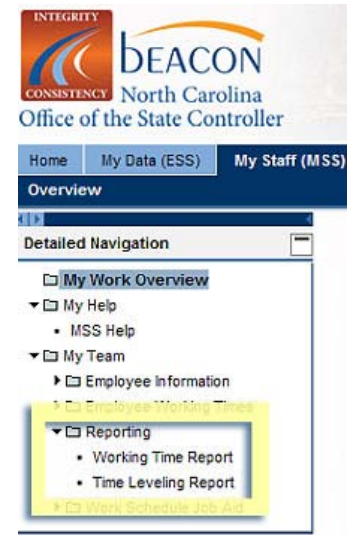 INTEGRITY
CONSISTENCY
BEACON
North Carolina
Office of the State Controller
Home My Data (ESS) My Staff (MSS)
Overview
Detailed Navigation
My Work Overview
My Help
MSS Help
My Team
Employee Information
Employee Working Times
Reporting
Working Time Report
Time Leveling Report
Work Schedule Job Aid